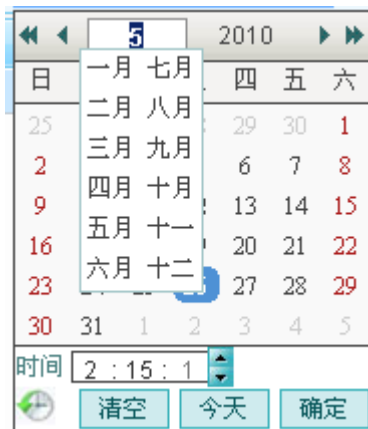 5 2010
日 四 五 六
一月 七月
二月 八月
三月 九月
四月 十月
五月 十一
六月 十二
25 29 30 1
2 6 7 8
9 13 14 15
16 20 21 22
23 27 28 29
30 31 1 2 3 4 5
时间 2 : 15 : 1
清空 今天 确定